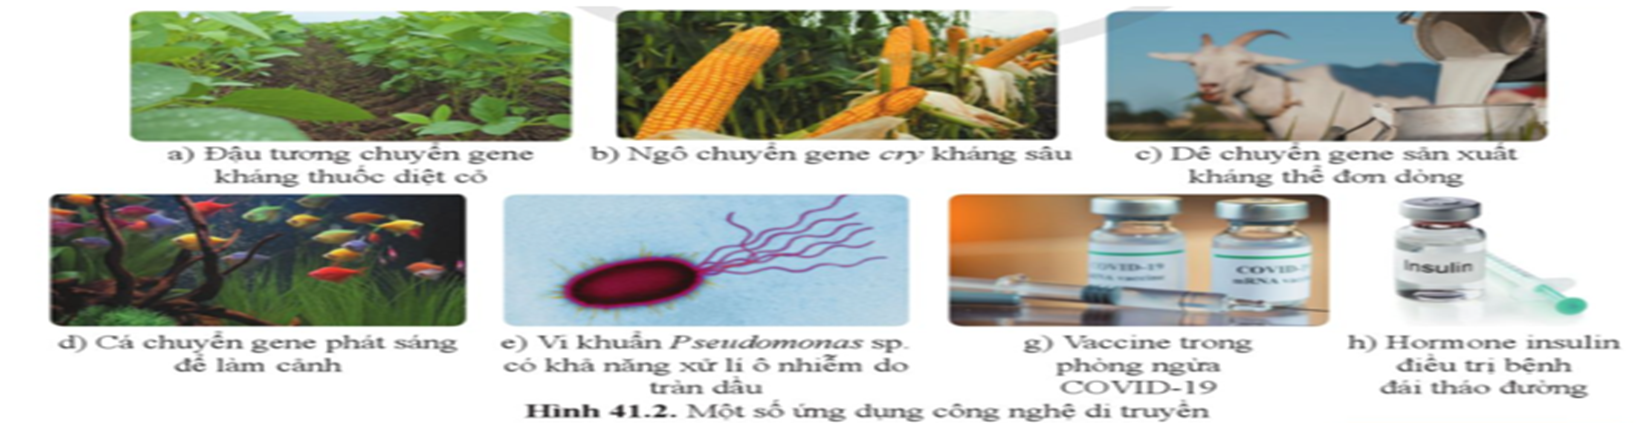 a) Đậu tương chuyển gene
kháng thuốc diệt cỏ
b) Ngô chuyển gene cry kháng sâu
c) Dê chuyển gene sản xuất
kháng thể đơn dòng
COVID-19
COVID-19
mRNA
Insulin
d) Cá chuyển gene phát sáng
để làm cảnh
e) Vi khuẩn Pseudomonas sp.
có khả năng xử lí ô nhiễm do
tràn dầu
g) Vaccine trong
phòng ngừa
COVID-19
h) Hormone insulin
điều trị bệnh
đái tháo đường
Hình 41.2. Một số ứng dụng công nghệ di truyền